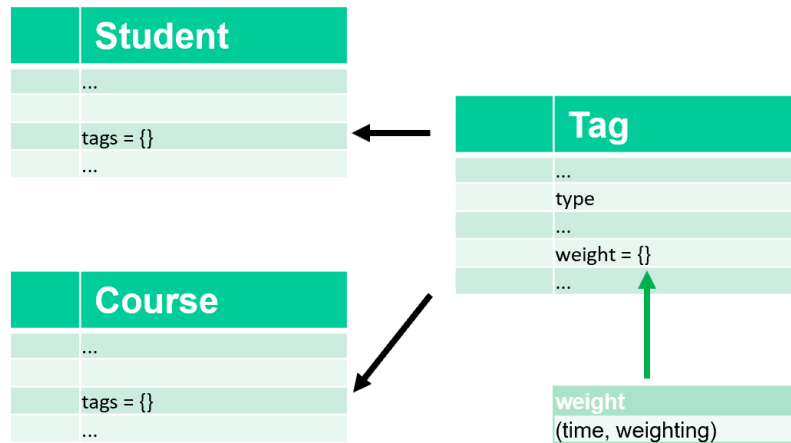 Student
...
tags = {}
...
Tag
...
type
...
weight = {}
...
Course
...
tags = {}
...
weight
(time, weighting)